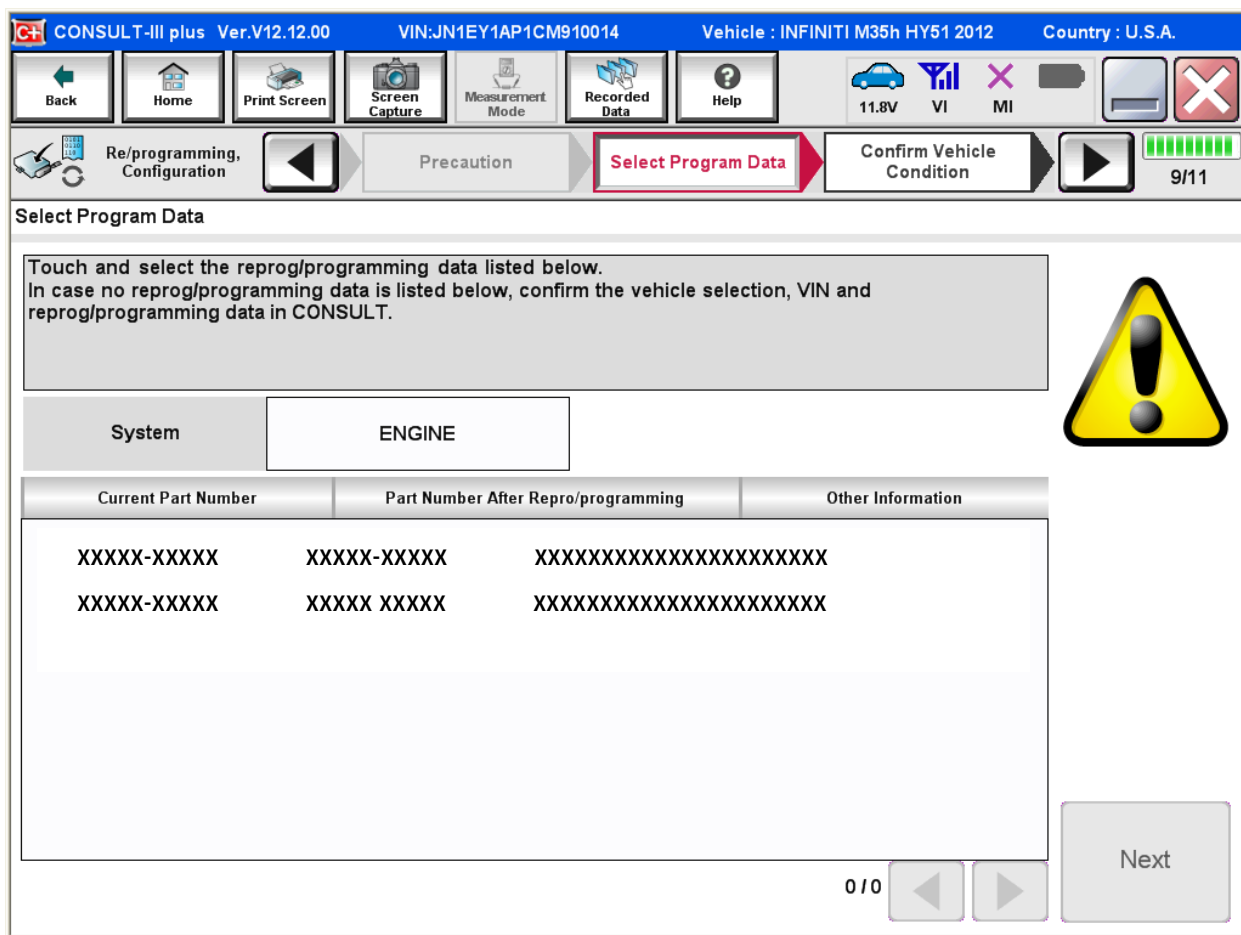 CONSULT-III plus Ver.V12.12.00 VIN:JN1EY1AP1CM910014 Vehicle : INFINITI M35h HY51 2012 Country : U.S.A.
Back
Home
Print Screen
Screen
Capture
Measurement
Mode
Recorded
Data
Help
11.8V
VI
MI
Re/programming,
Configuration
Precaution
Select Program Data
Confirm Vehicle
Condition
9/11
Select Program Data
Touch and select the reprog/programming data listed below.
In case no reprog/programming data is listed below, confirm the vehicle selection, VIN and
reprog/programming data in CONSULT.
System ENGINE
Current Part Number Part Number After Repro/programming Other Information
XXXXX-XXXXX XXXXX-XXXXX XXXXXXXXXXXXXXXXXXXXXX
XXXXX-XXXXX XXXXX XXXXX XXXXXXXXXXXXXXXXXXXXXX
Next
0/0